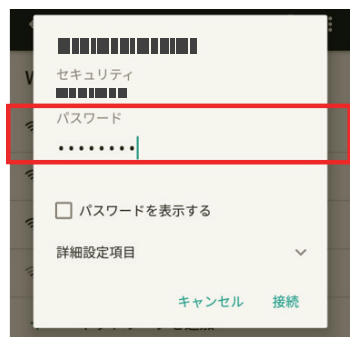 セキュリティ
パスワード
••••••••
パスワードを表示する
詳細設定項目
キャンセル 接続